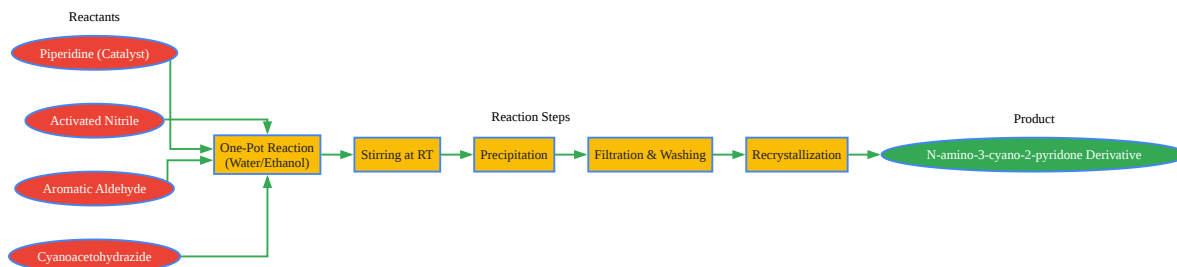 Reactants
Piperidine (Catalyst)
Activated Nitrile
Aromatic Aldehyde
Cyanoacetohydrazide
Reaction Steps
One-Pot Reaction
(Water/Ethanol)
Stirring at RT
Precipitation
Filtration & Washing
Recrystallization
Product
N-amino-3-cyano-2-pyridone Derivative